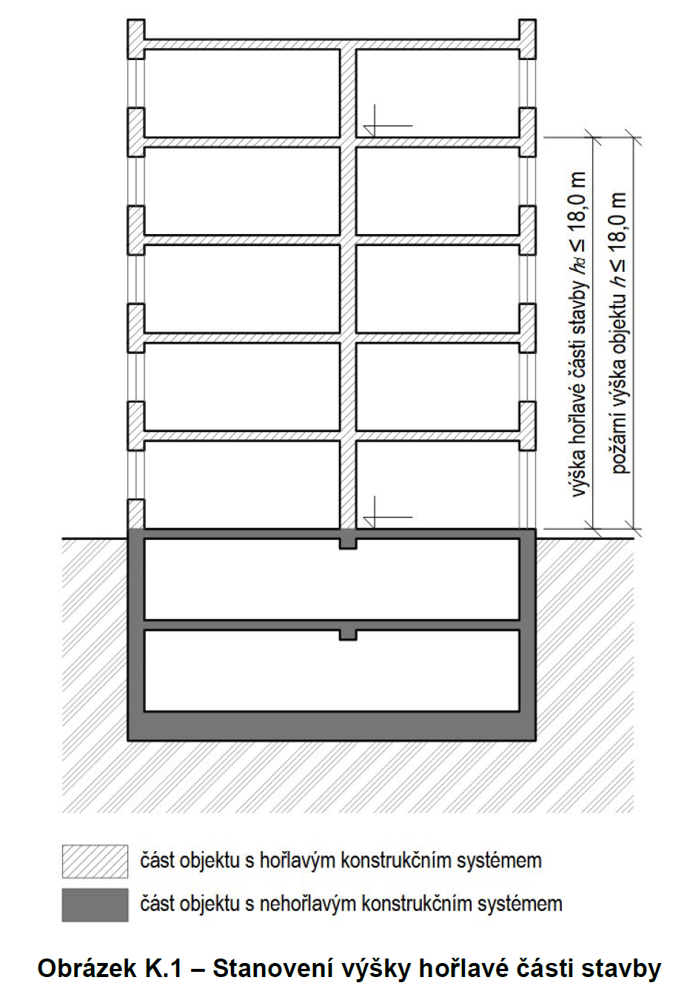 výška hořlavé části stavby hd ≤ 18,0 m
požární výška objektu h ≤ 18,0 m
část objektu s hořlavým konstrukčním systémem
část objektu s nehořlavým konstrukčním systémem
Obrázek K.1 – Stanovení výšky hořlavé části stavby